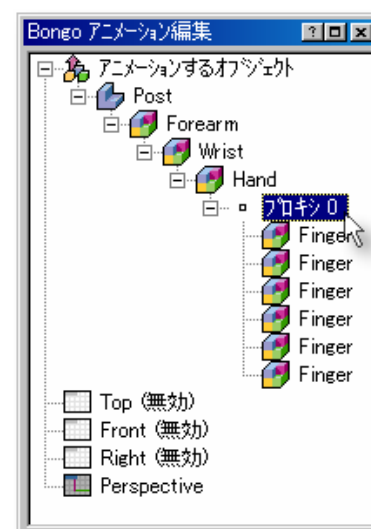 Bongo アニメーション編集
アニメーションするオブジェクト
Post
Forearm
Wrist
Hand
プロキシ 0
Finger
Finger
Finger
Finger
Finger
Finger
Top (無効)
Front (無効)
Right (無効)
Perspective